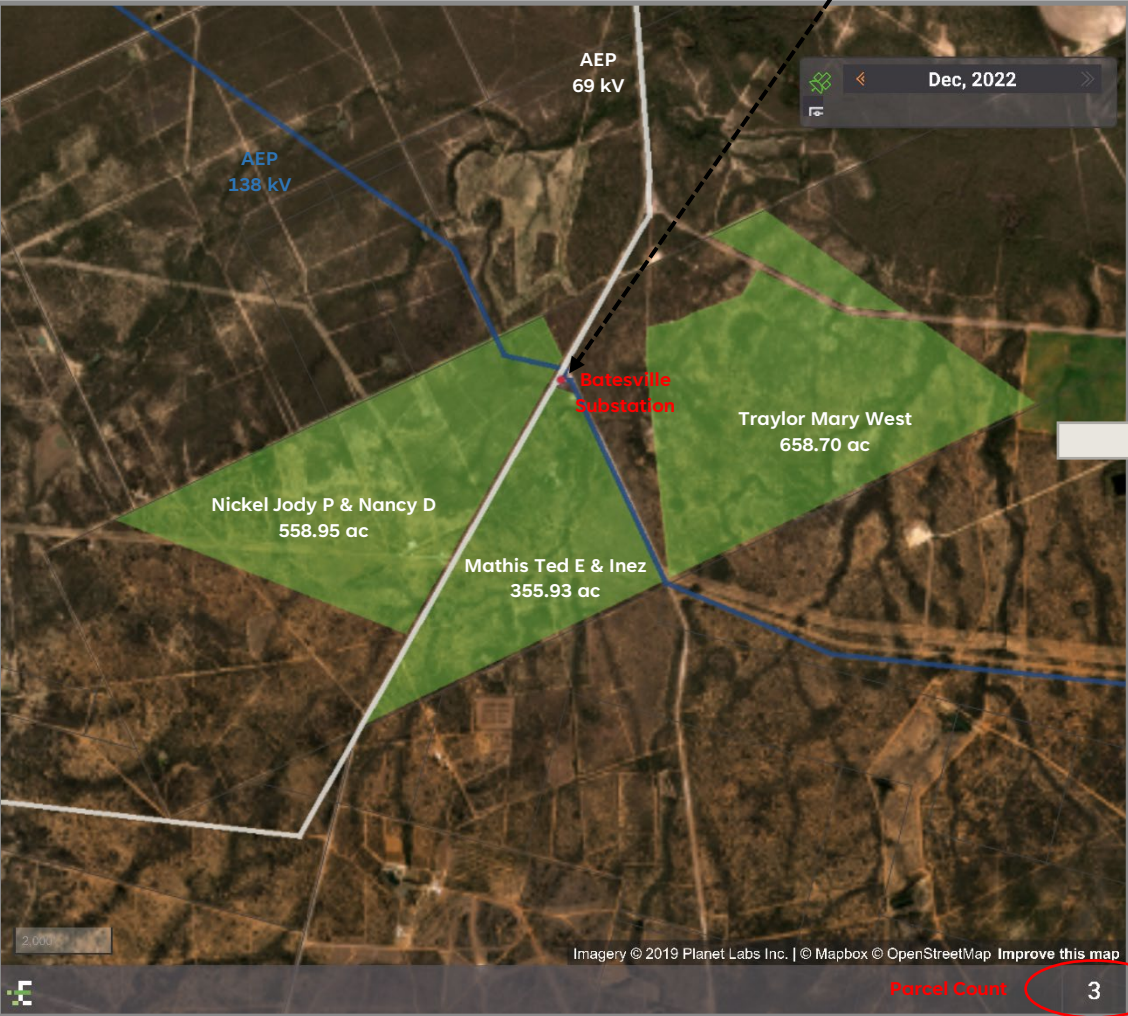 AEP
69 kV
Dec, 2022
AEP
138 kV
Batesville
Substation
Traylor Mary West
658.70 ac
Nickel Jody P & Nancy D
558.95 ac
Mathis Ted E & Inez
355.93 ac
2,000
Imagery © 2019 Planet Labs Inc. | © Mapbox © OpenStreetMap Improve this map
Parcel Count
3